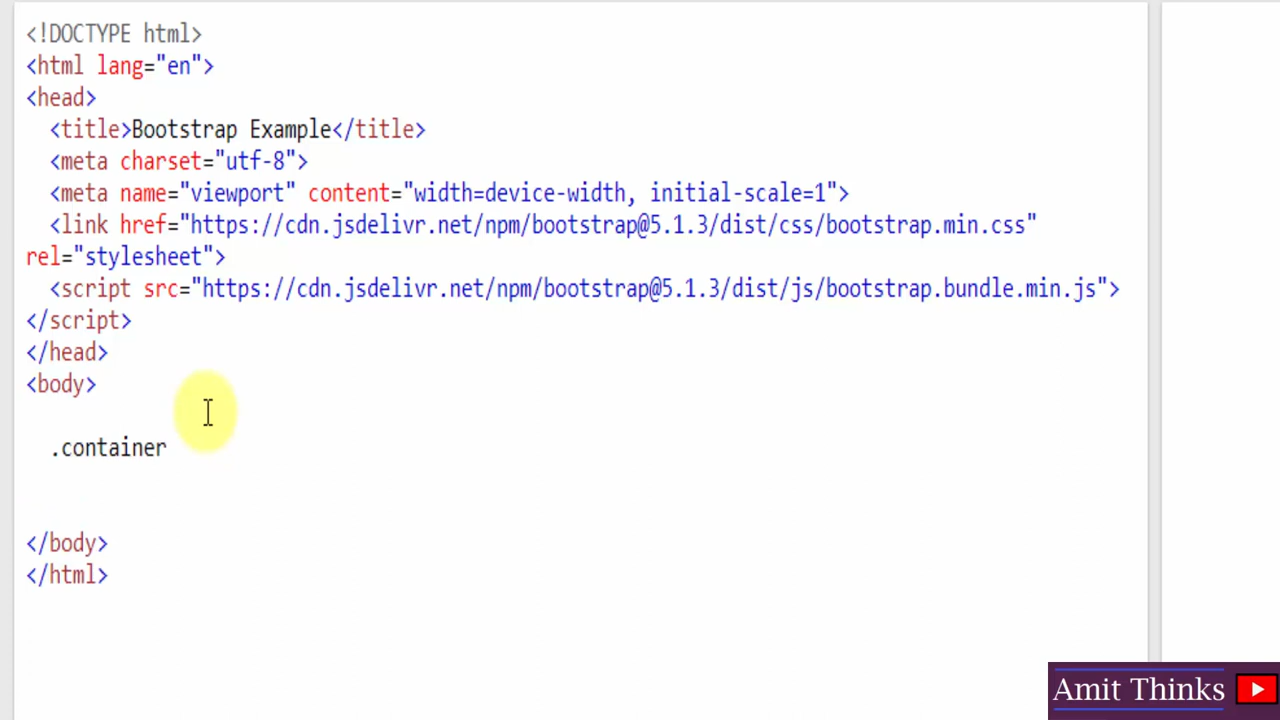 <!DOCTYPE html>
<html lang="en">
<head>
  <title>Bootstrap Example</title>
  <meta charset="utf-8">
  <meta name="viewport" content="width=device-width, initial-scale=1">
  <link href="https://cdn.jsdelivr.net/npm/bootstrap@5.1.3/dist/css/bootstrap.min.css"
rel="stylesheet">
  <script src="https://cdn.jsdelivr.net/npm/bootstrap@5.1.3/dist/js/bootstrap.bundle.min.js">
</script>
</head>
<body>
  .container
</body>
</html>
Amit Thinks